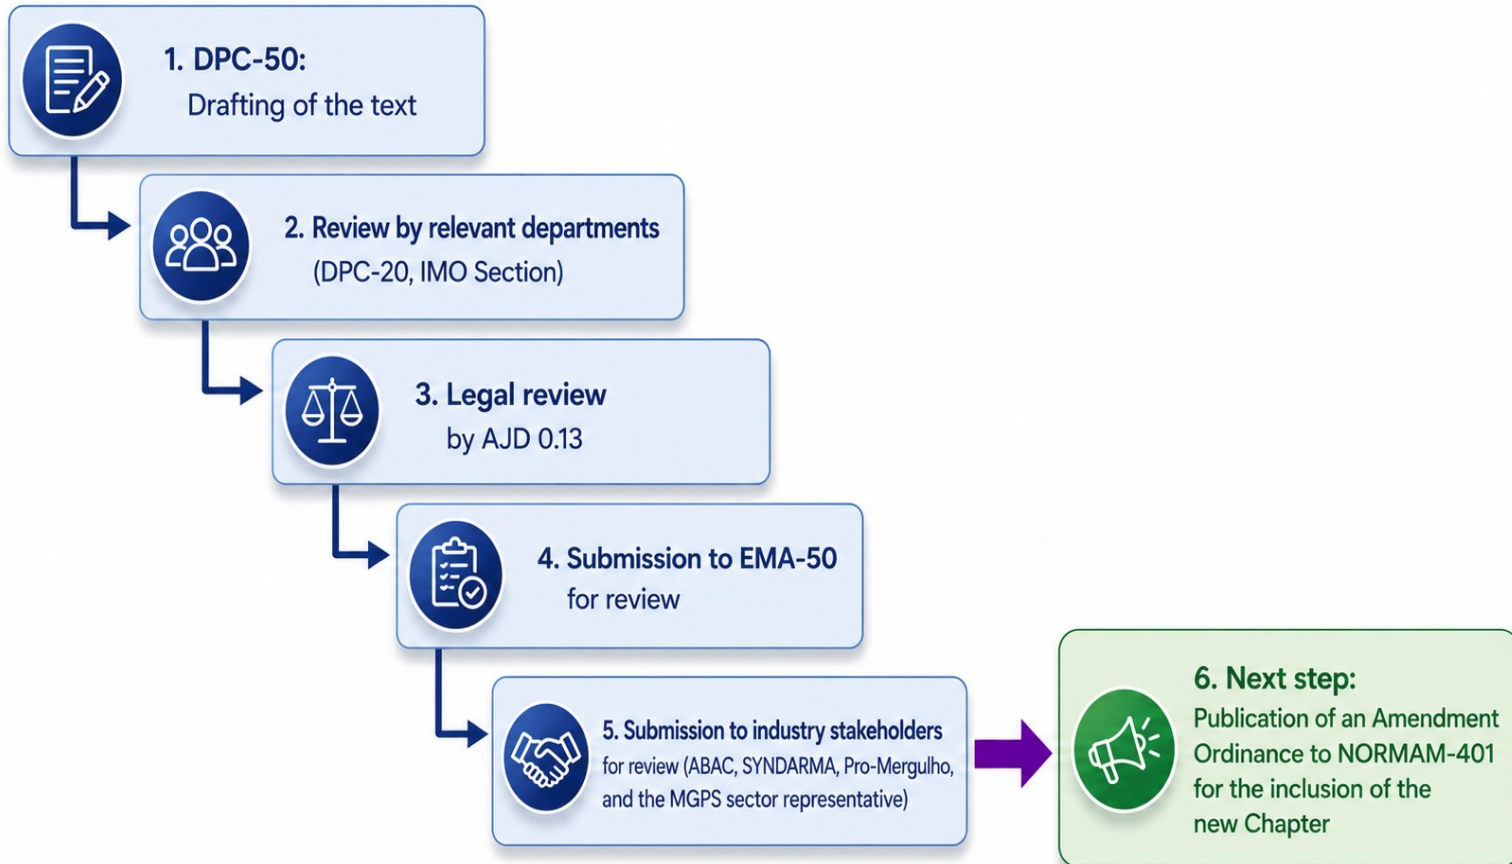 1. DPC-50:
Drafting of the text
2. Review by relevant departments
(DPC-20, IMO Section)
3. Legal review
by AJD 0.13
4. Submission to EMA-50
for review
5. Submission to industry stakeholders
for review (ABAC, SYNDARMA, Pro-Mergulho,
and the MGPS sector representative)
6. Next step:
Publication of an Amendment
Ordinance to NORMAM-401
for the inclusion of the
new Chapter